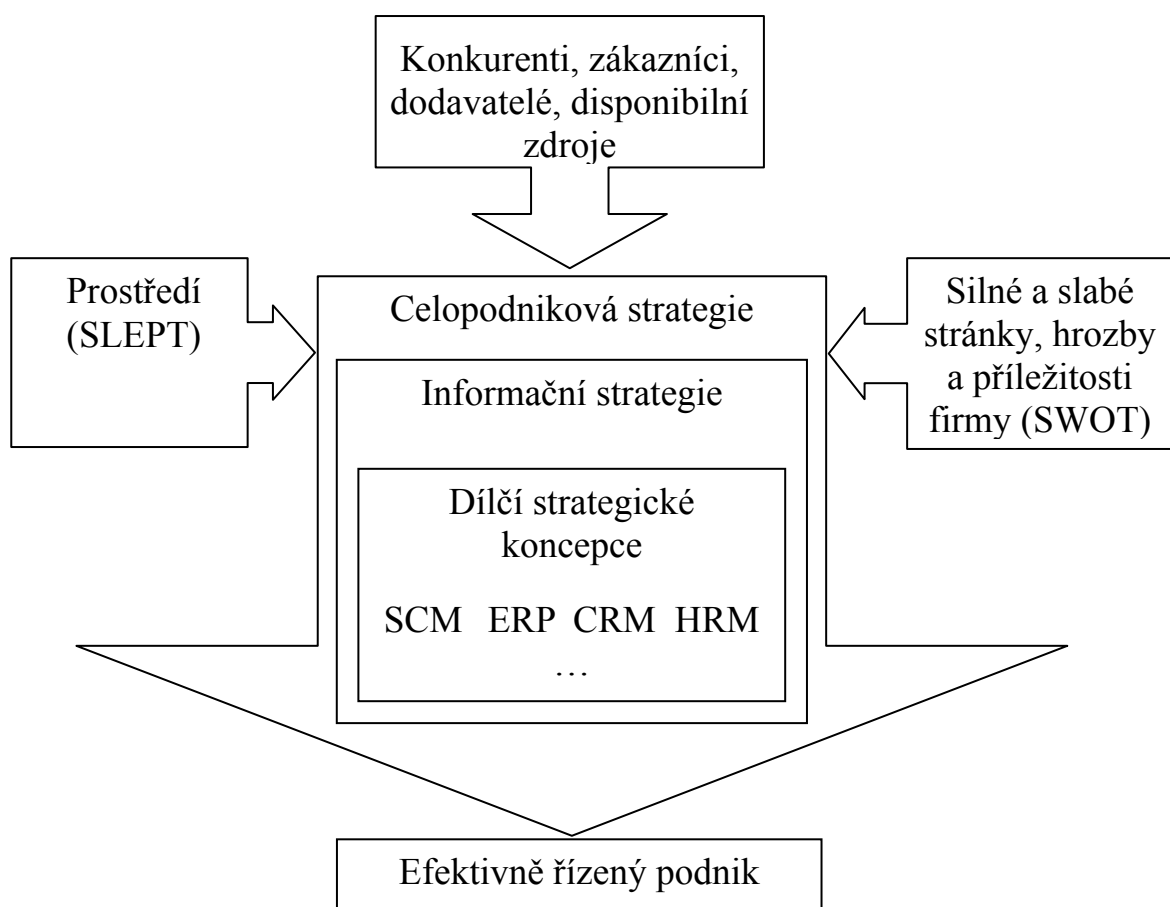 Konkurenti, zákazníci,
dodavatelé, disponibilní
zdroje
Prostředí
(SLEPT)
Celopodniková strategie
Silné a slabé
stránky, hrozby
a příležitosti
firmy (SWOT)
Informační strategie
Dílčí strategické
koncepce
SCM ERP CRM HRM
…
Efektivně řízený podnik